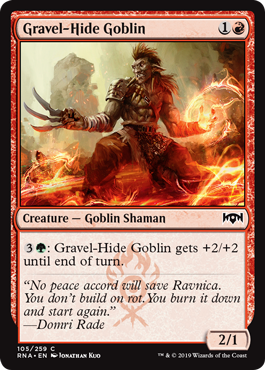 Gravel-Hide Goblin 1
Creature — Goblin Shaman
RNA
3: Gravel-Hide Goblin gets +2/+2
until end of turn.
“No peace accord will save Ravnica.
You don’t build on rot. You burn it down
and start again.”
—Domri Rade
2/1
105/259 C
RNA • EN Jonathan Kuo
™ & © 2019 Wizards of the Coast